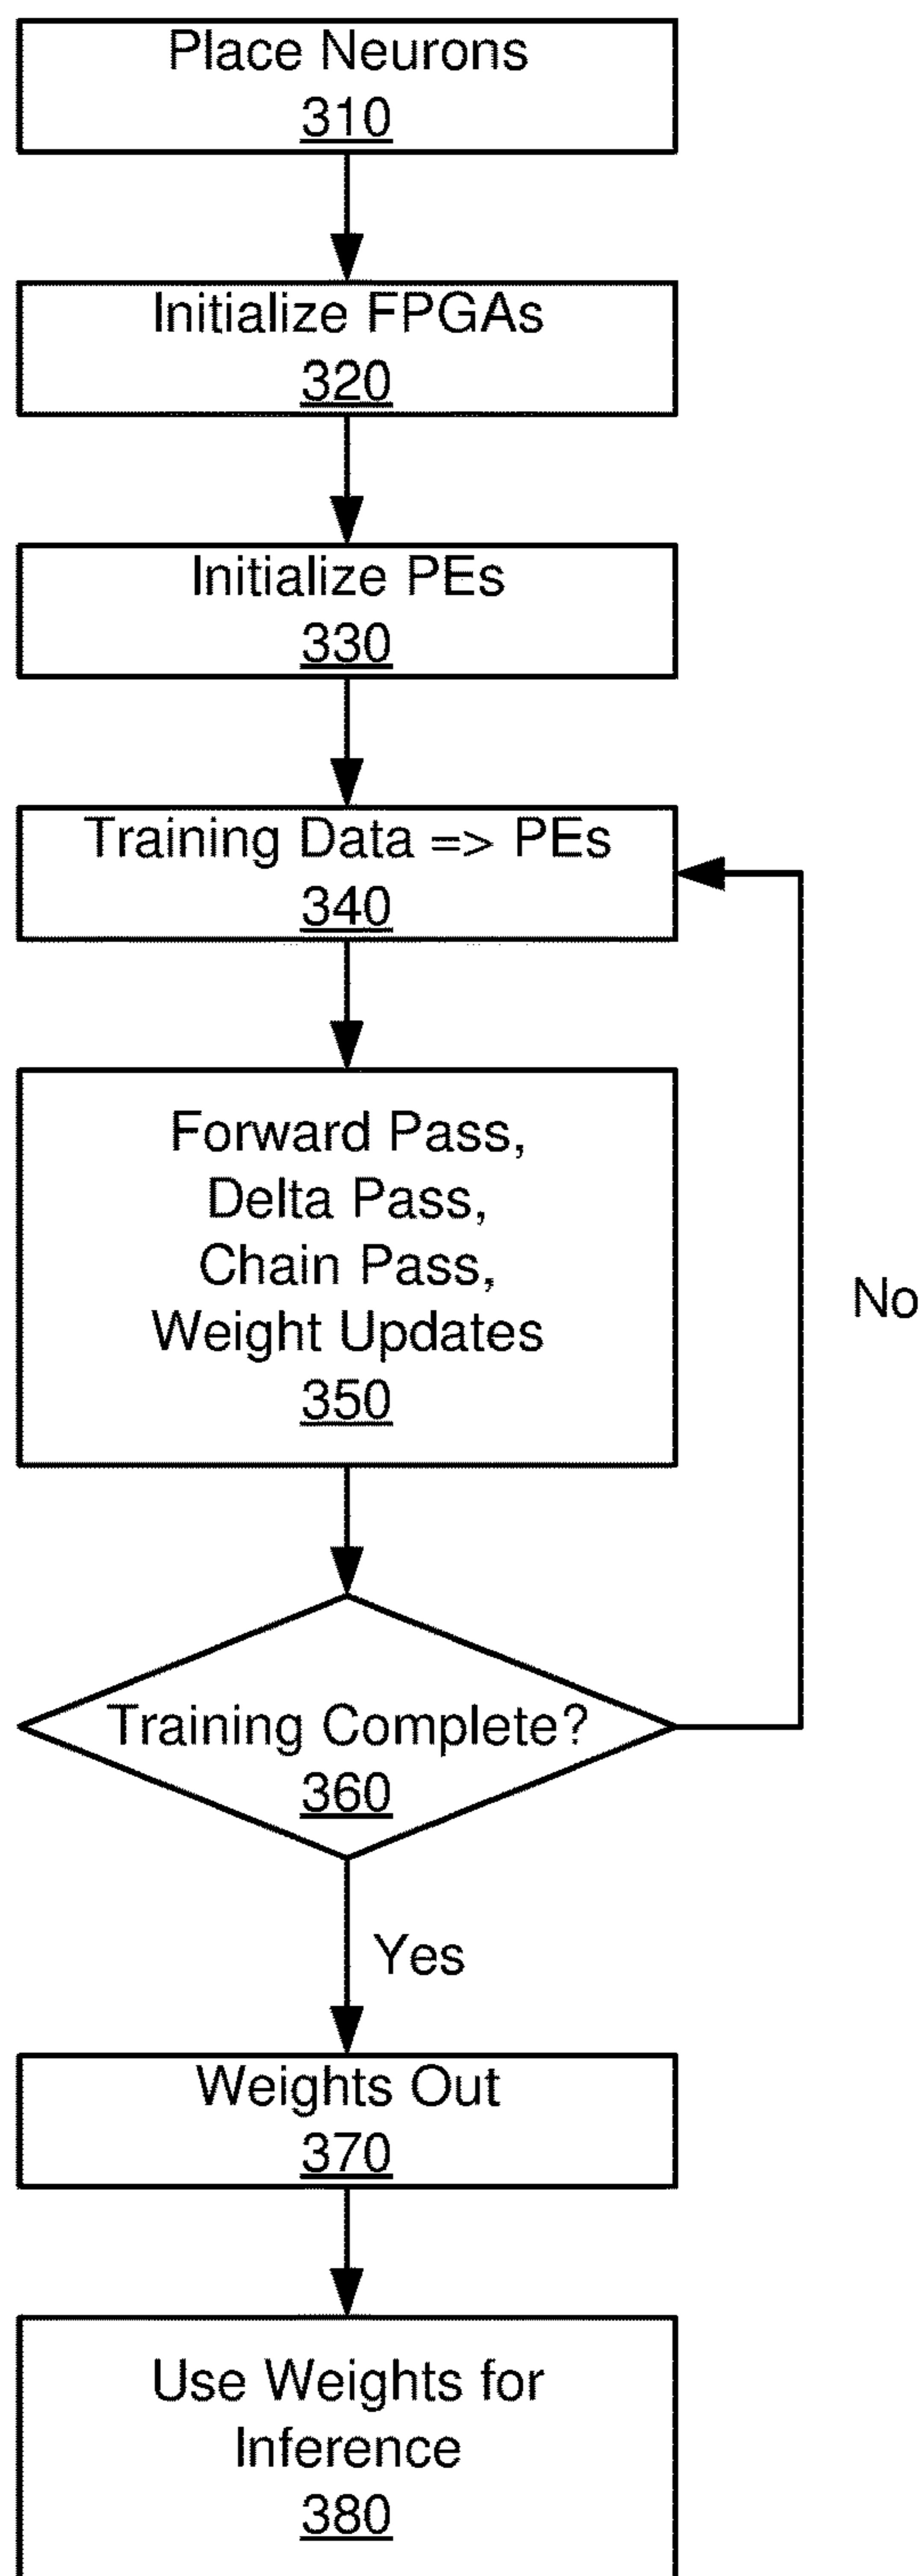 Place Neurons
310
Initialize FPGAs
320
Initialize PEs
330
Training Data => PEs
340
Forward Pass,
Delta Pass,
Chain Pass,
Weight Updates
350
No
Training Complete?
360
Yes
Weights Out
370
Use Weights for
Inference
380